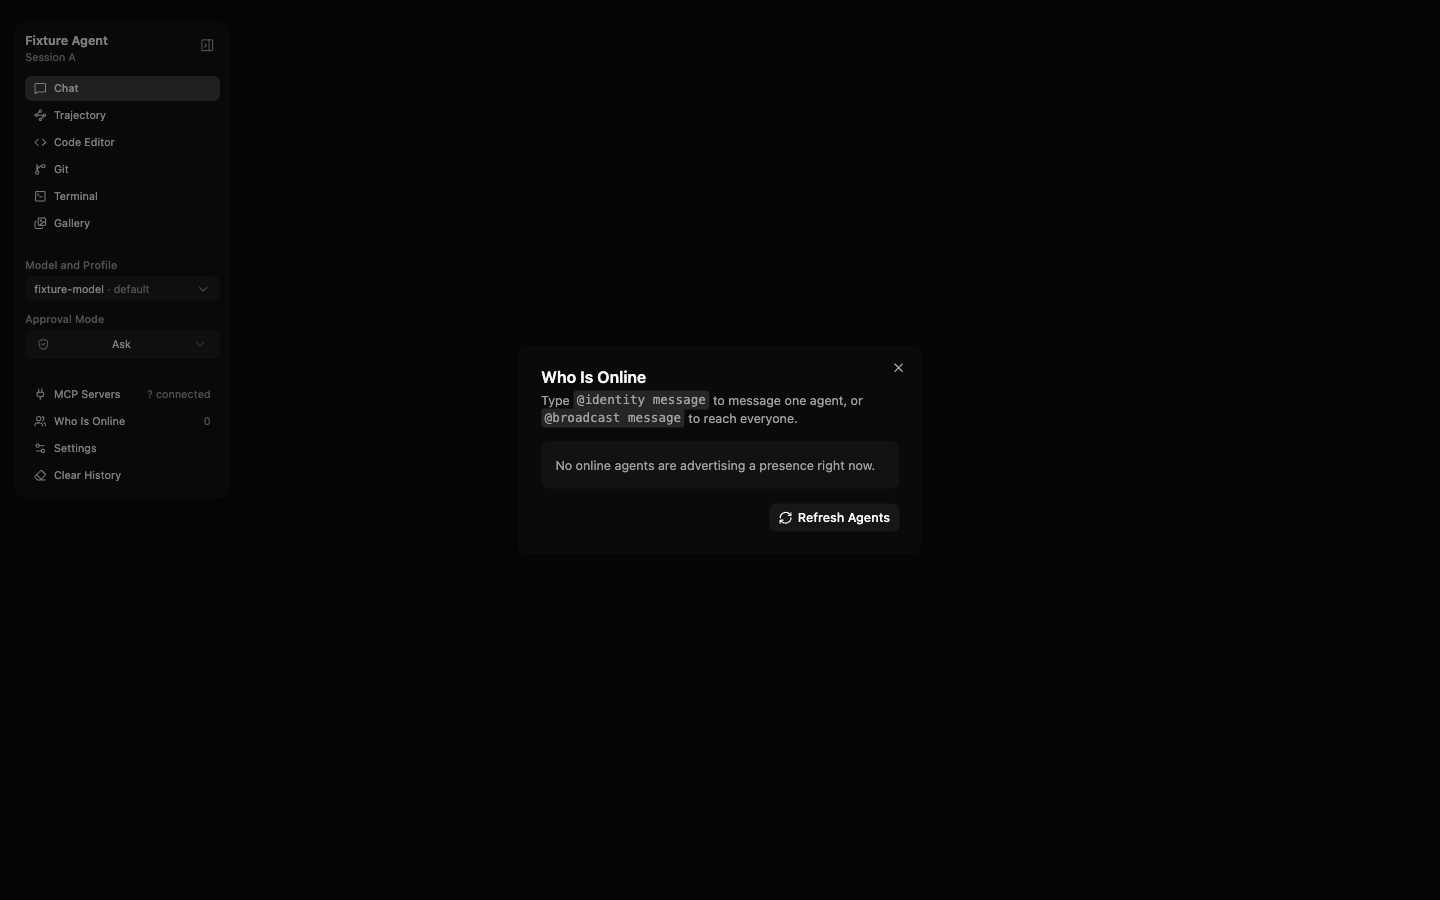 Fixture Agent
Session A
Chat
Trajectory
Code Editor
Git
Terminal
Gallery
Model and Profile
fixture-model · default
Approval Mode
Ask
MCP Servers ? connected
Who Is Online 0
Settings
Clear History
Who Is Online
Type @identity message to message one agent, or
@broadcast message to reach everyone.
No online agents are advertising a presence right now.
Refresh Agents